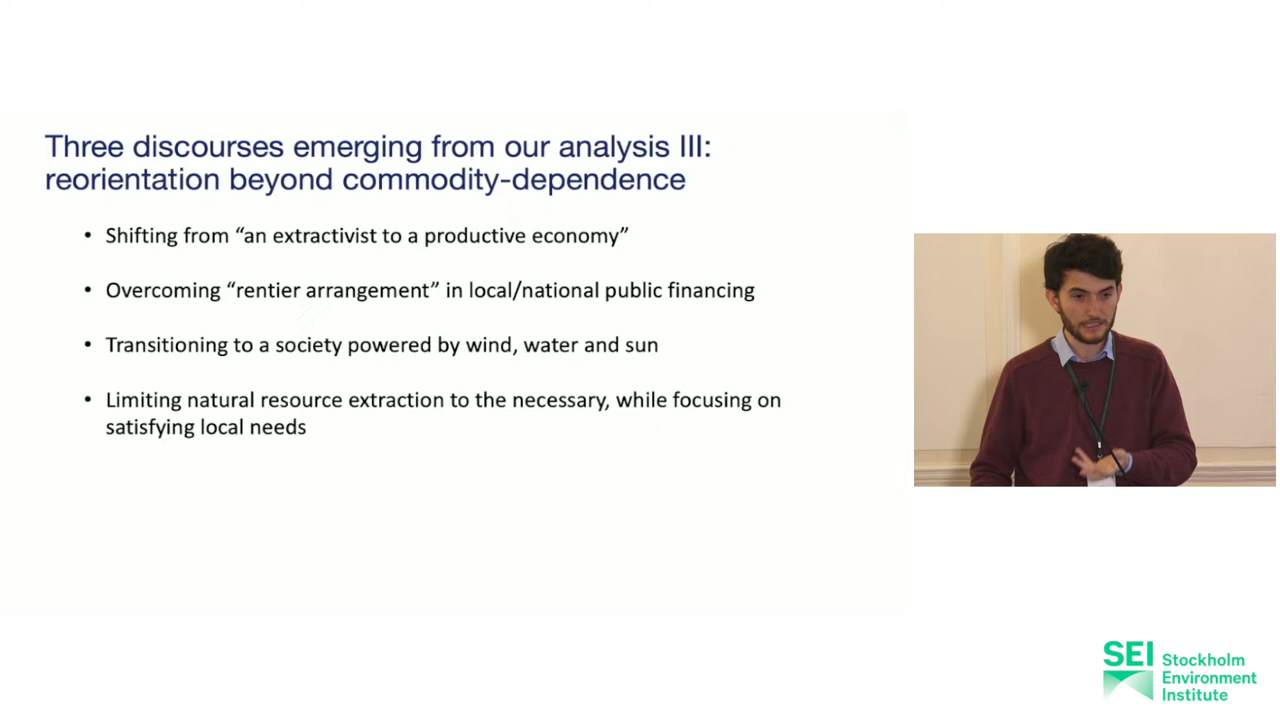 Three discourses emerging from our analysis III:
reorientation beyond commodity-dependence
• Shifting from “an extractivist to a productive economy”
• Overcoming “rentier arrangement” in local/national public financing
• Transitioning to a society powered by wind, water and sun
• Limiting natural resource extraction to the necessary, while focusing on
satisfying local needs
SEI Stockholm
Environment
Institute